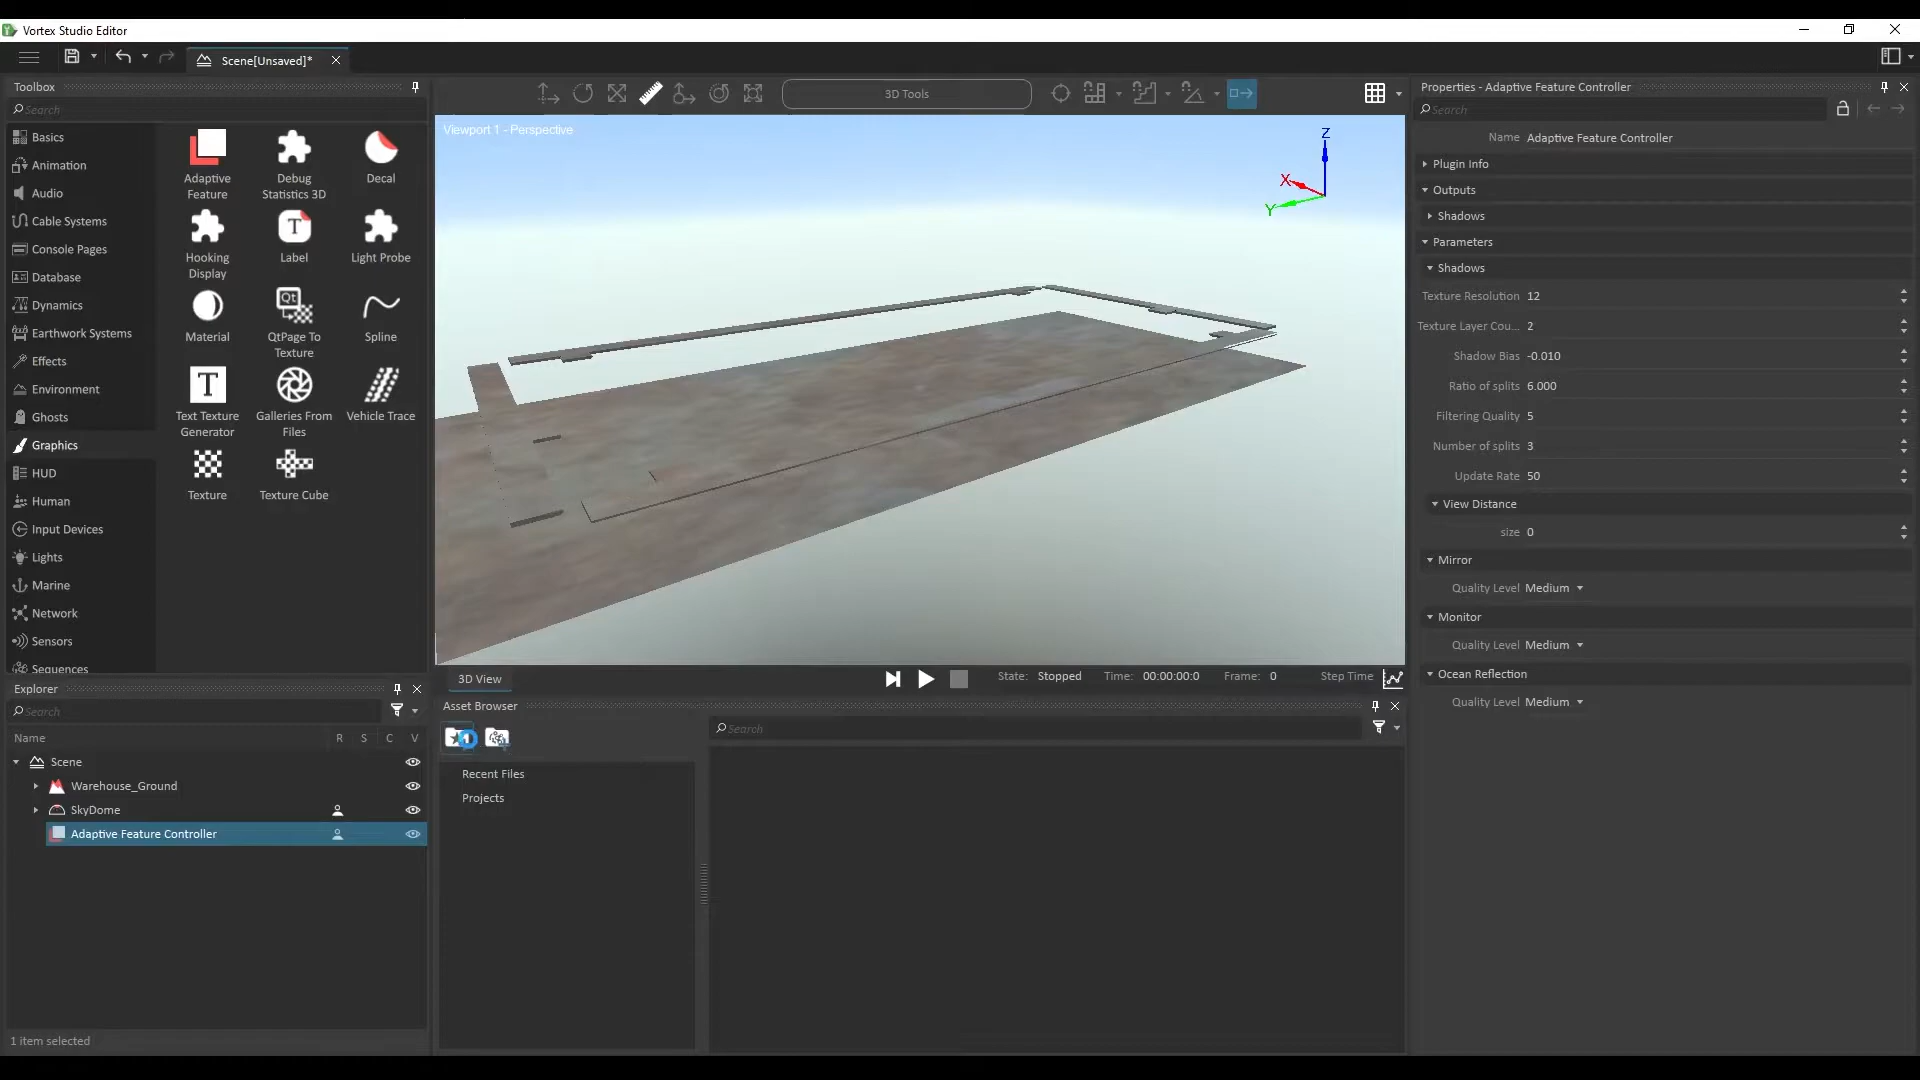 Vortex Studio Editor
Scene[Unsaved]*
Toolbox
Search
Basics
Animation
Audio
Cable Systems
Console Pages
Database
Dynamics
Earthwork Systems
Effects
Environment
Ghosts
Graphics
HUD
Human
Input Devices
Lights
Marine
Network
Sensors
Sequences
Adaptive
Feature
Debug
Statistics 3D
Decal
Hooking
Display
Label
Light Probe
Material
QtPage To
Texture
Spline
Text Texture
Generator
Galleries From
Files
Vehicle Trace
Texture
Texture Cube
3D Tools
Viewport 1 - Perspective
Z
X
Y
3D View
State: Stopped
Time: 00:00:00:0
Frame: 0
Step Time
Explorer
Search
Name R S C V
Scene
Warehouse_Ground
SkyDome
Adaptive Feature Controller
1 item selected
Asset Browser
Search
Recent Files
Projects
Properties - Adaptive Feature Controller
Search
Name Adaptive Feature Controller
Plugin Info
Outputs
Shadows
Parameters
Shadows
Texture Resolution 12
Texture Layer Cou... 2
Shadow Bias -0.010
Ratio of splits 6.000
Filtering Quality 5
Number of splits 3
Update Rate 50
View Distance
size 0
Mirror
Quality Level Medium
Monitor
Quality Level Medium
Ocean Reflection
Quality Level Medium